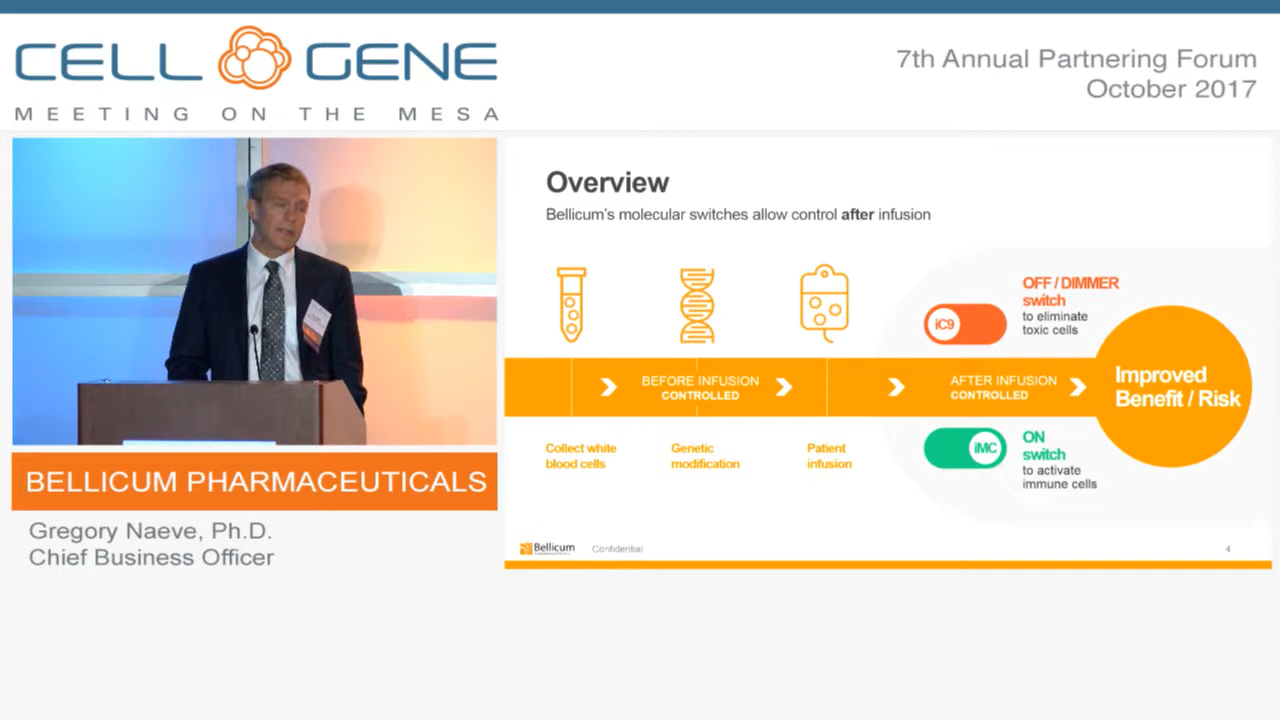 CELL GENE
MEETING ON THE MESA
7th Annual Partnering Forum
October 2017
BELLICUM PHARMACEUTICALS
Gregory Naeve, Ph.D.
Chief Business Officer
Overview
Bellicum's molecular switches allow control after infusion
iC9
OFF / DIMMER
switch
to eliminate
toxic cells
BEFORE INFUSION
CONTROLLED
AFTER INFUSION
CONTROLLED
Improved
Benefit / Risk
Collect white
blood cells
Genetic
modification
Patient
infusion
iMC
ON
switch
to activate
immune cells
Bellicum
Confidential
4